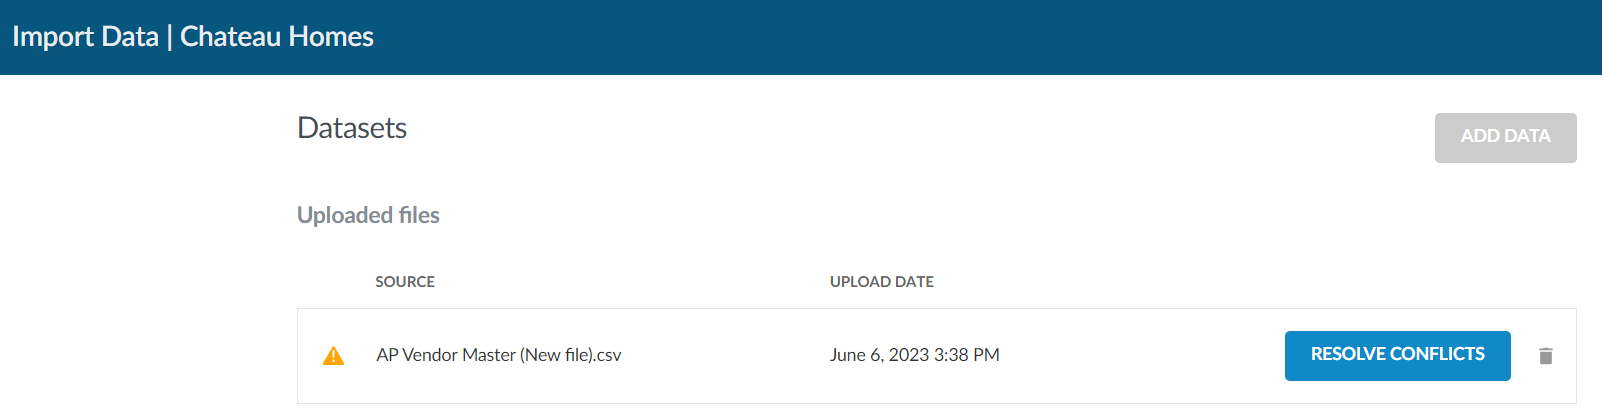 Import Data | Chateau Homes
Datasets
ADD DATA
Uploaded files
SOURCE UPLOAD DATE
AP Vendor Master (New file).csv June 6, 2023 3:38 PM RESOLVE CONFLICTS